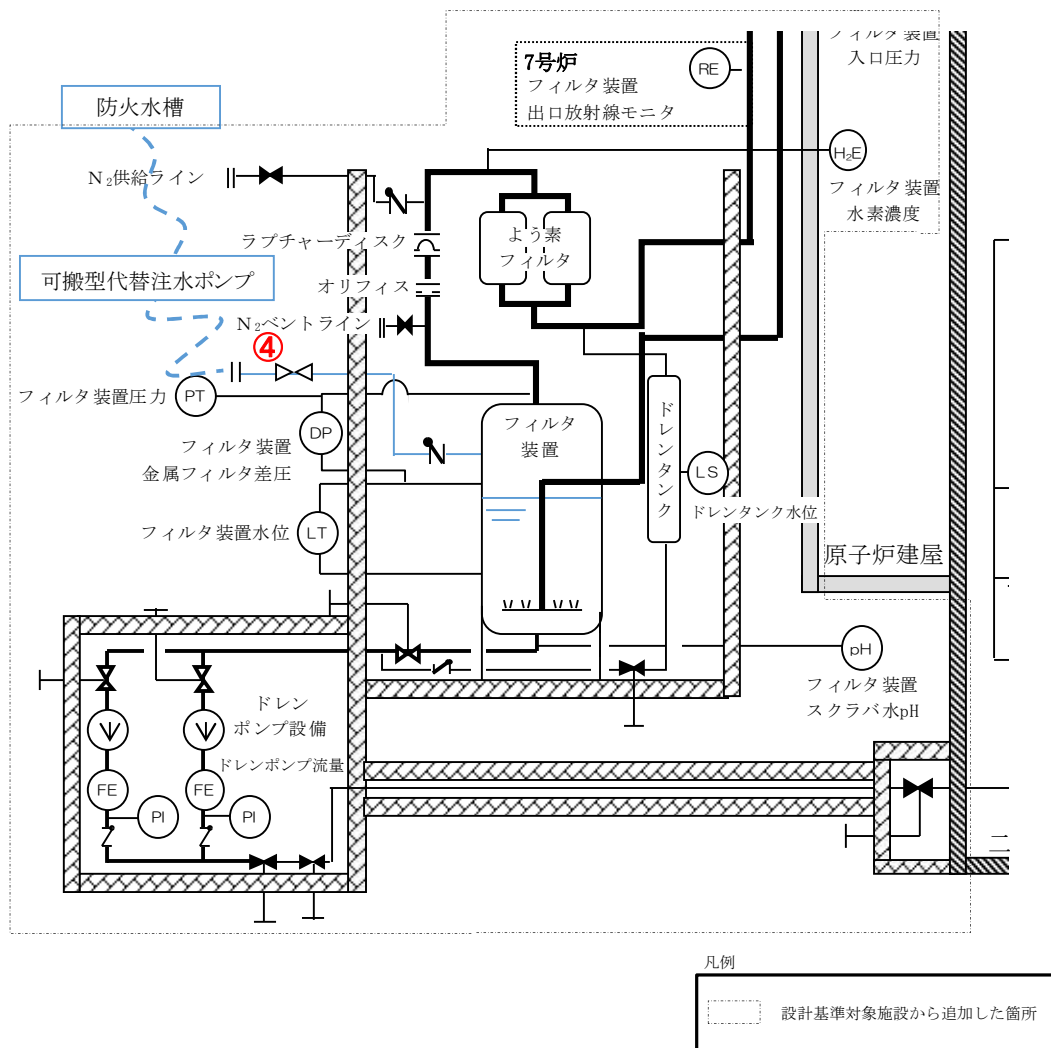 フィルタ装置
入口圧力
7号炉
フィルタ装置
出口放射線モニタ
RE
防火水槽
H₂E
N₂供給ライン
フィルタ装置
水素濃度
ラプチャーディスク
よう素
フィルタ
可搬型代替注水ポンプ
オリフィス
N₂ベントライン
④
フィルタ装置圧力
PT
フィルタ装置
金属フィルタ差圧
DP
フィルタ
装置
ドレンタンク
LS
ドレンタンク水位
フィルタ装置水位
LT
原子炉建屋
pH
フィルタ装置
スクラバ水pH
ドレン
ポンプ設備
ドレンポンプ流量
FE
FE
PI
PI
凡例
設計基準対象施設から追加した箇所